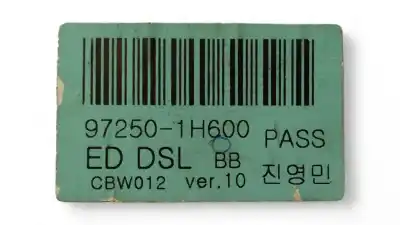 97250-1H600 PASS
ED DSL BB
CBW012 ver.10 진영민